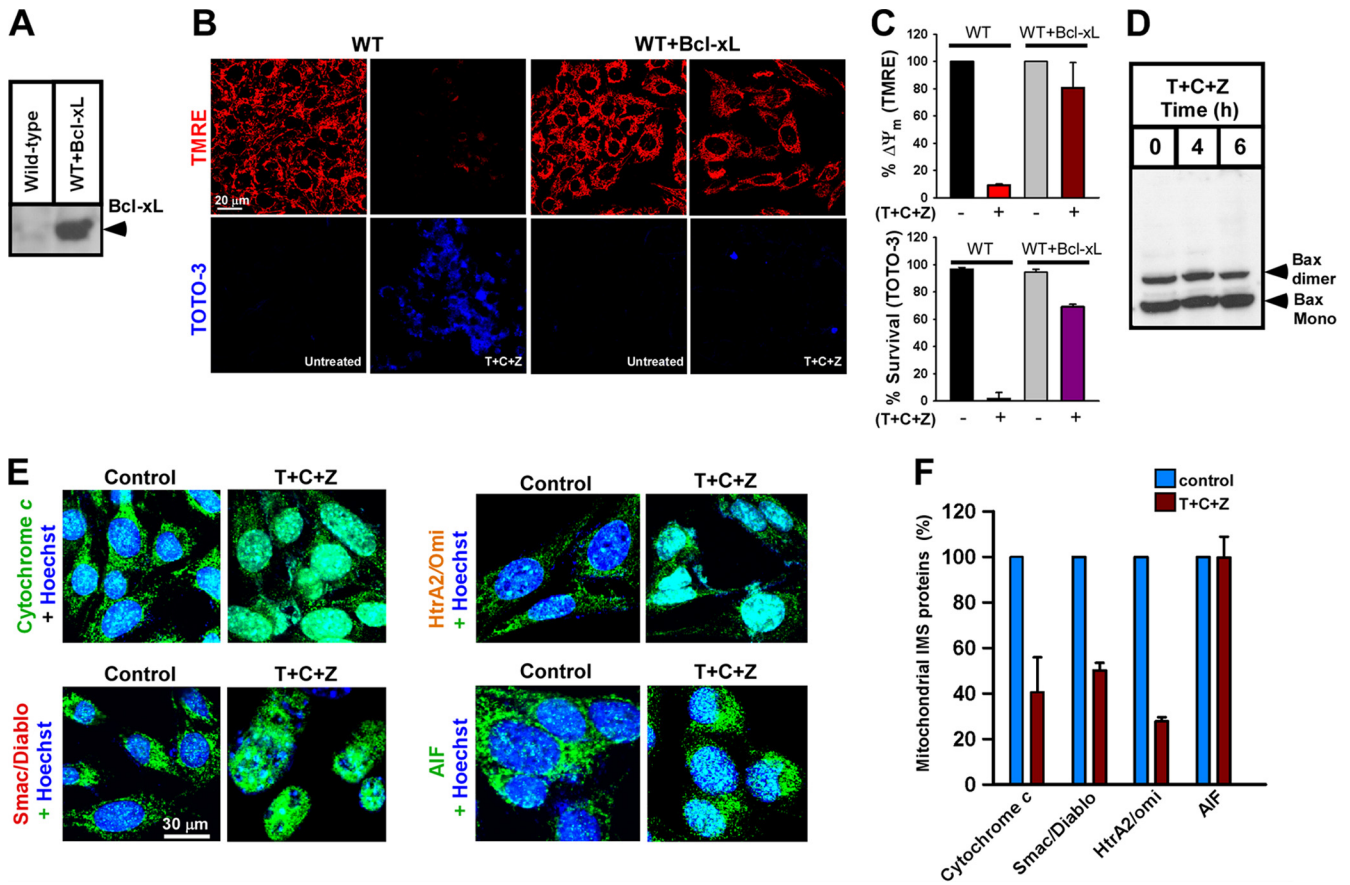 A
Wild-type
WT+Bcl-xL
Bcl-xL
B
WT
WT+Bcl-xL
TMRE
20 µm
TOTO-3
Untreated
T+C+Z
Untreated
T+C+Z
C
WT
WT+Bcl-xL
% ΔΨm (TMRE)
120
100
80
60
40
20
0
(T+C+Z)
- + - +
WT
WT+Bcl-xL
% Survival (TOTO-3)
120
100
80
60
40
20
0
(T+C+Z)
- + - +
D
T+C+Z
Time (h)
0 4 6
Bax
dimer
Bax
Mono
E
Control
T+C+Z
Cytochrome c
+ Hoechst
Control
T+C+Z
HtrA2/Omi
+ Hoechst
Control
T+C+Z
Smac/Diablo
+ Hoechst
30 µm
Control
T+C+Z
AIF
+ Hoechst
F
control
T+C+Z
Mitochondrial IMS proteins (%)
120
100
80
60
40
20
0
Cytochrome c
Smac/Diablo
HtrA2/omi
AIF